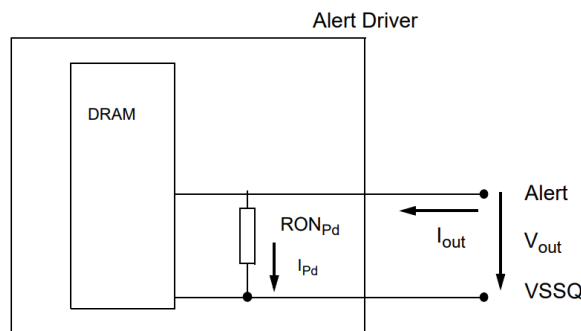 Alert Driver
DRAM
Alert
RONPd
Iout
Vout
IPd
VSSQ